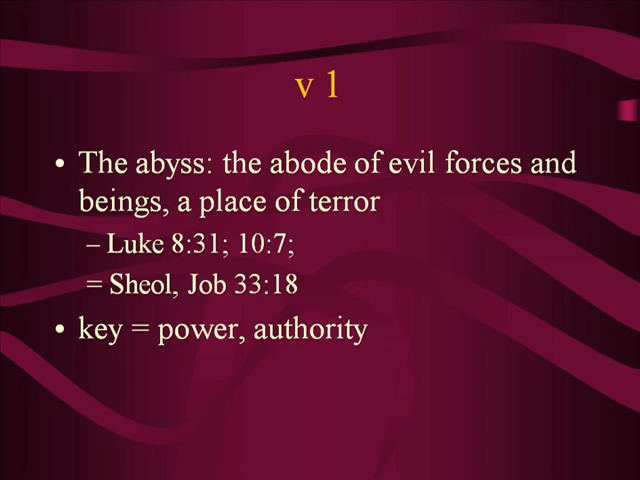 v 1
• The abyss: the abode of evil forces and
beings, a place of terror
– Luke 8:31; 10:7;
= Sheol, Job 33:18
• key = power, authority